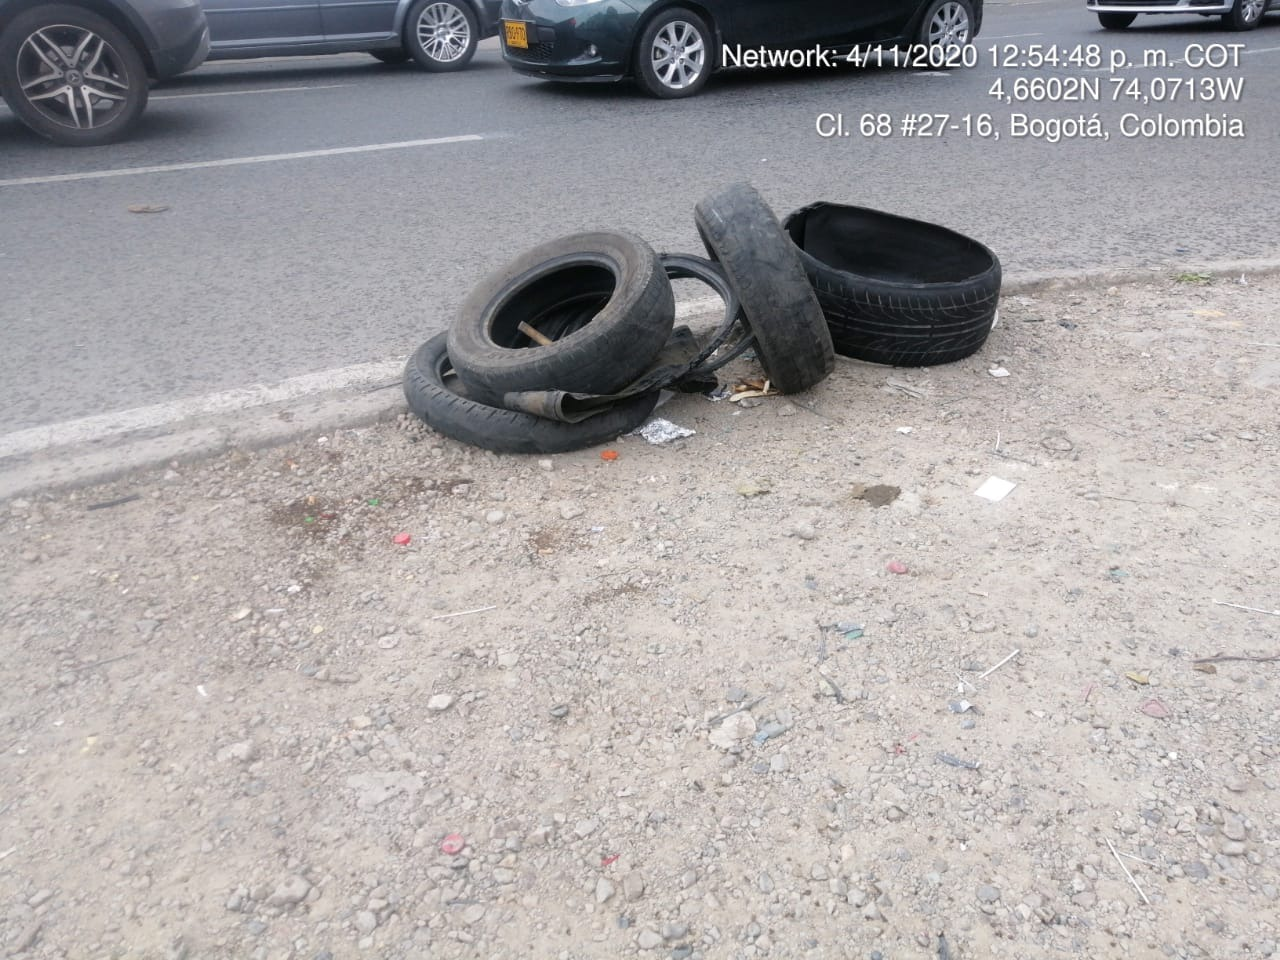 Network: 4/11/2020 12:54:48 p. m. COT
4,6602N 74,0713W
Cl. 68 #27-16, Bogotá, Colombia